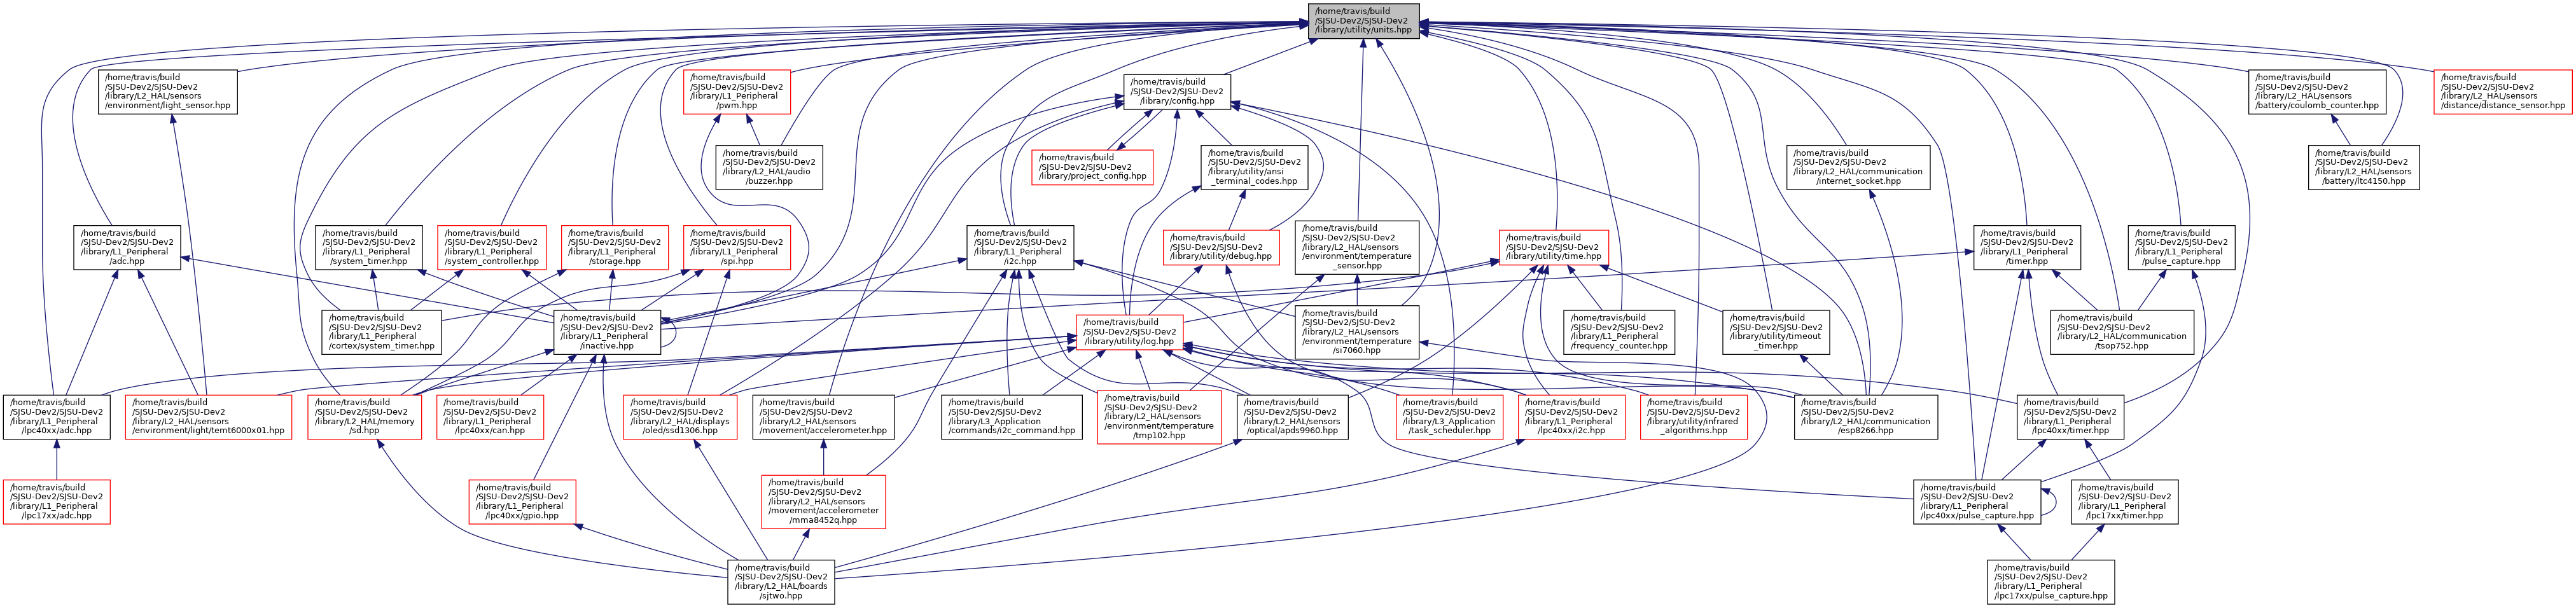 /home/travis/build
/SJSU-Dev2/SJSU-Dev2
/library/utility/units.hpp
/home/travis/build
/SJSU-Dev2/SJSU-Dev2
/library/L2_HAL/sensors
/environment/light_sensor.hpp
/home/travis/build
/SJSU-Dev2/SJSU-Dev2
/library/L1_Peripheral
/pwm.hpp
/home/travis/build
/SJSU-Dev2/SJSU-Dev2
/library/config.hpp
/home/travis/build
/SJSU-Dev2/SJSU-Dev2
/library/L2_HAL/sensors
/battery/coulomb_counter.hpp
/home/travis/build
/SJSU-Dev2/SJSU-Dev2
/library/L2_HAL/sensors
/distance/distance_sensor.hpp
/home/travis/build
/SJSU-Dev2/SJSU-Dev2
/library/L2_HAL/audio
/buzzer.hpp
/home/travis/build
/SJSU-Dev2/SJSU-Dev2
/library/project_config.hpp
/home/travis/build
/SJSU-Dev2/SJSU-Dev2
/library/utility/ansi
_terminal_codes.hpp
/home/travis/build
/SJSU-Dev2/SJSU-Dev2
/library/L2_HAL/communication
/internet_socket.hpp
/home/travis/build
/SJSU-Dev2/SJSU-Dev2
/library/L2_HAL/sensors
/battery/ltc4150.hpp
/home/travis/build
/SJSU-Dev2/SJSU-Dev2
/library/L1_Peripheral
/adc.hpp
/home/travis/build
/SJSU-Dev2/SJSU-Dev2
/library/L1_Peripheral
/system_timer.hpp
/home/travis/build
/SJSU-Dev2/SJSU-Dev2
/library/L1_Peripheral
/system_controller.hpp
/home/travis/build
/SJSU-Dev2/SJSU-Dev2
/library/L1_Peripheral
/storage.hpp
/home/travis/build
/SJSU-Dev2/SJSU-Dev2
/library/L1_Peripheral
/spi.hpp
/home/travis/build
/SJSU-Dev2/SJSU-Dev2
/library/L1_Peripheral
/i2c.hpp
/home/travis/build
/SJSU-Dev2/SJSU-Dev2
/library/utility/debug.hpp
/home/travis/build
/SJSU-Dev2/SJSU-Dev2
/library/L2_HAL/sensors
/environment/temperature
_sensor.hpp
/home/travis/build
/SJSU-Dev2/SJSU-Dev2
/library/utility/time.hpp
/home/travis/build
/SJSU-Dev2/SJSU-Dev2
/library/L1_Peripheral
/timer.hpp
/home/travis/build
/SJSU-Dev2/SJSU-Dev2
/library/L1_Peripheral
/pulse_capture.hpp
/home/travis/build
/SJSU-Dev2/SJSU-Dev2
/library/L1_Peripheral
/cortex/system_timer.hpp
/home/travis/build
/SJSU-Dev2/SJSU-Dev2
/library/L1_Peripheral
/inactive.hpp
/home/travis/build
/SJSU-Dev2/SJSU-Dev2
/library/utility/log.hpp
/home/travis/build
/SJSU-Dev2/SJSU-Dev2
/library/L2_HAL/sensors
/environment/temperature
/si7060.hpp
/home/travis/build
/SJSU-Dev2/SJSU-Dev2
/library/L1_Peripheral
/frequency_counter.hpp
/home/travis/build
/SJSU-Dev2/SJSU-Dev2
/library/utility/timeout
_timer.hpp
/home/travis/build
/SJSU-Dev2/SJSU-Dev2
/library/L2_HAL/communication
/tsop752.hpp
/home/travis/build
/SJSU-Dev2/SJSU-Dev2
/library/L1_Peripheral
/lpc40xx/adc.hpp
/home/travis/build
/SJSU-Dev2/SJSU-Dev2
/library/L2_HAL/sensors
/environment/light/temt6000x01.hpp
/home/travis/build
/SJSU-Dev2/SJSU-Dev2
/library/L2_HAL/memory
/sd.hpp
/home/travis/build
/SJSU-Dev2/SJSU-Dev2
/library/L1_Peripheral
/lpc40xx/can.hpp
/home/travis/build
/SJSU-Dev2/SJSU-Dev2
/library/L2_HAL/displays
/oled/ssd1306.hpp
/home/travis/build
/SJSU-Dev2/SJSU-Dev2
/library/L2_HAL/sensors
/movement/accelerometer.hpp
/home/travis/build
/SJSU-Dev2/SJSU-Dev2
/library/L3_Application
/commands/i2c_command.hpp
/home/travis/build
/SJSU-Dev2/SJSU-Dev2
/library/L2_HAL/sensors
/environment/temperature
/tmp102.hpp
/home/travis/build
/SJSU-Dev2/SJSU-Dev2
/library/L2_HAL/sensors
/optical/apds9960.hpp
/home/travis/build
/SJSU-Dev2/SJSU-Dev2
/library/L3_Application
/task_scheduler.hpp
/home/travis/build
/SJSU-Dev2/SJSU-Dev2
/library/L1_Peripheral
/lpc40xx/i2c.hpp
/home/travis/build
/SJSU-Dev2/SJSU-Dev2
/library/utility/infrared
_algorithms.hpp
/home/travis/build
/SJSU-Dev2/SJSU-Dev2
/library/L2_HAL/communication
/esp8266.hpp
/home/travis/build
/SJSU-Dev2/SJSU-Dev2
/library/L1_Peripheral
/lpc40xx/timer.hpp
/home/travis/build
/SJSU-Dev2/SJSU-Dev2
/library/L1_Peripheral
/lpc17xx/adc.hpp
/home/travis/build
/SJSU-Dev2/SJSU-Dev2
/library/L1_Peripheral
/lpc40xx/gpio.hpp
/home/travis/build
/SJSU-Dev2/SJSU-Dev2
/library/L2_HAL/sensors
/movement/accelerometer
/mma8452q.hpp
/home/travis/build
/SJSU-Dev2/SJSU-Dev2
/library/L1_Peripheral
/lpc40xx/pulse_capture.hpp
/home/travis/build
/SJSU-Dev2/SJSU-Dev2
/library/L1_Peripheral
/lpc17xx/timer.hpp
/home/travis/build
/SJSU-Dev2/SJSU-Dev2
/library/L2_HAL/boards
/sjtwo.hpp
/home/travis/build
/SJSU-Dev2/SJSU-Dev2
/library/L1_Peripheral
/lpc17xx/pulse_capture.hpp